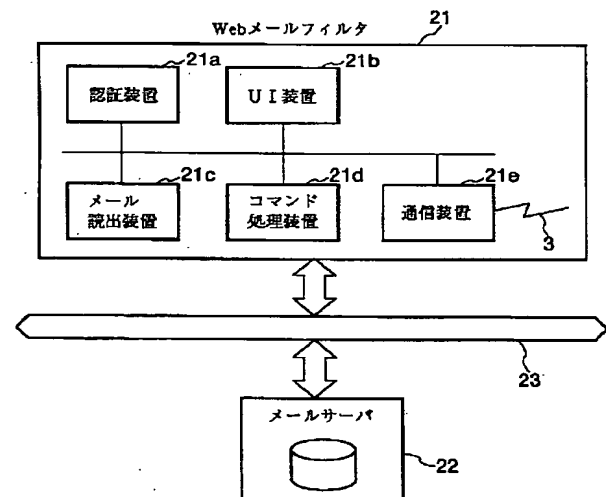 Webメールフィルタ
21
21a
21b
認証装置
UI装置
21c
21d
21e
メール
読出装置
コマンド
処理装置
通信装置
3
23
メールサーバ
22